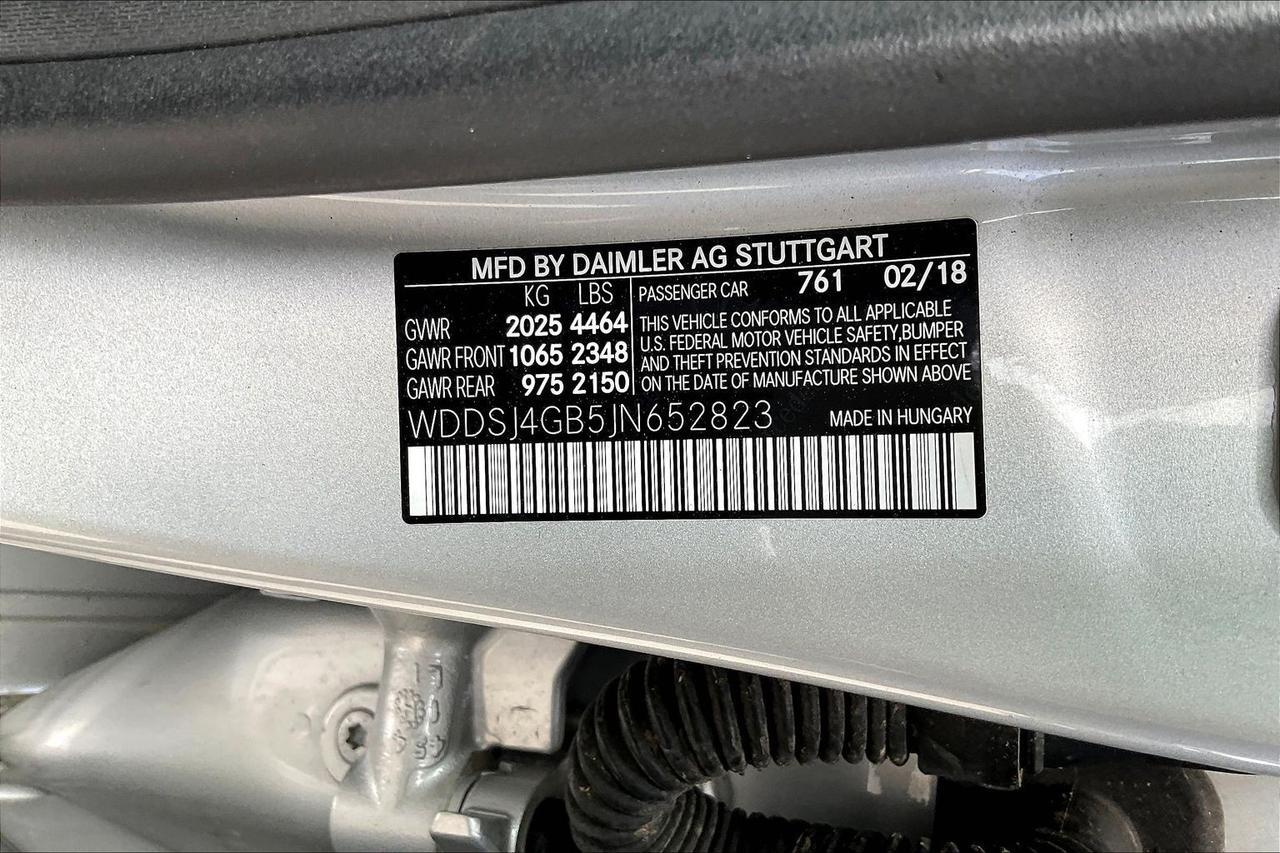 MFD BY DAIMLER AG STUTTGART
KG LBS
GVWR 2025 4464
GAWR FRONT 1065 2348
GAWR REAR 975 2150
PASSENGER CAR 761 02/18
THIS VEHICLE CONFORMS TO ALL APPLICABLE
U.S. FEDERAL MOTOR VEHICLE SAFETY,BUMPER
AND THEFT PREVENTION STANDARDS IN EFFECT
ON THE DATE OF MANUFACTURE SHOWN ABOVE
WDDSJ4GB5JN652823 MADE IN HUNGARY